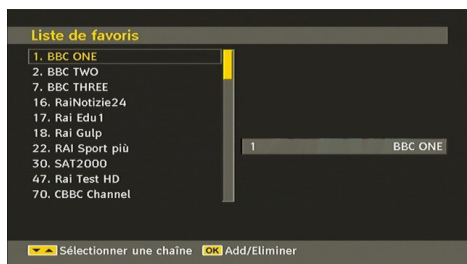 Liste de favoris
1. BBC ONE
2. BBC TWO
7. BBC THREE
16. RaiNotizie24
17. Rai Edu1
18. Rai Gulp
22. RAI Sport più
30. SAT2000
47. Rai Test HD
70. CBBC Channel
1 BBC ONE
Sélectionner une chaîne OK Add/Eliminer